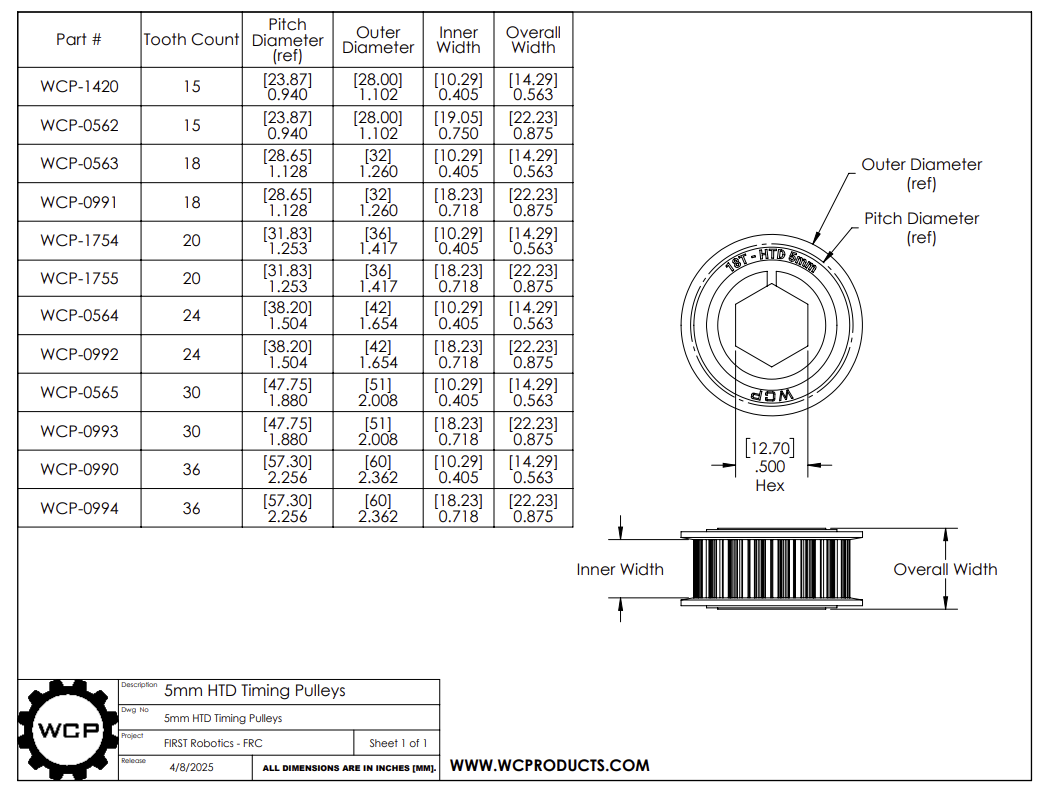 Part # Tooth Count Pitch Diameter (ref) Outer Diameter Inner Width Overall Width
WCP-1420 15 [23.87] 0.940 [28.00] 1.102 [10.29] 0.405 [14.29] 0.563
WCP-0562 15 [23.87] 0.940 [28.00] 1.102 [19.05] 0.750 [22.23] 0.875
WCP-0563 18 [28.65] 1.128 [32] 1.260 [10.29] 0.405 [14.29] 0.563
WCP-0991 18 [28.65] 1.128 [32] 1.260 [18.23] 0.718 [22.23] 0.875
WCP-1754 20 [31.83] 1.253 [36] 1.417 [10.29] 0.405 [14.29] 0.563
WCP-1755 20 [31.83] 1.253 [36] 1.417 [18.23] 0.718 [22.23] 0.875
WCP-0564 24 [38.20] 1.504 [42] 1.654 [10.29] 0.405 [14.29] 0.563
WCP-0992 24 [38.20] 1.504 [42] 1.654 [18.23] 0.718 [22.23] 0.875
WCP-0565 30 [47.75] 1.880 [51] 2.008 [10.29] 0.405 [14.29] 0.563
WCP-0993 30 [47.75] 1.880 [51] 2.008 [18.23] 0.718 [22.23] 0.875
WCP-0990 36 [57.30] 2.256 [60] 2.362 [10.29] 0.405 [14.29] 0.563
WCP-0994 36 [57.30] 2.256 [60] 2.362 [18.23] 0.718 [22.23] 0.875
Outer Diameter
(ref)
Pitch Diameter
(ref)
18T - HTD 5mm
WCP
[12.70]
.500
Hex
Inner Width
Overall Width
WCP
Description 5mm HTD Timing Pulleys
Dwg No 5mm HTD Timing Pulleys
Project FIRST Robotics - FRC Sheet 1 of 1
Release 4/8/2025 ALL DIMENSIONS ARE IN INCHES [MM].
WWW.WCPRODUCTS.COM